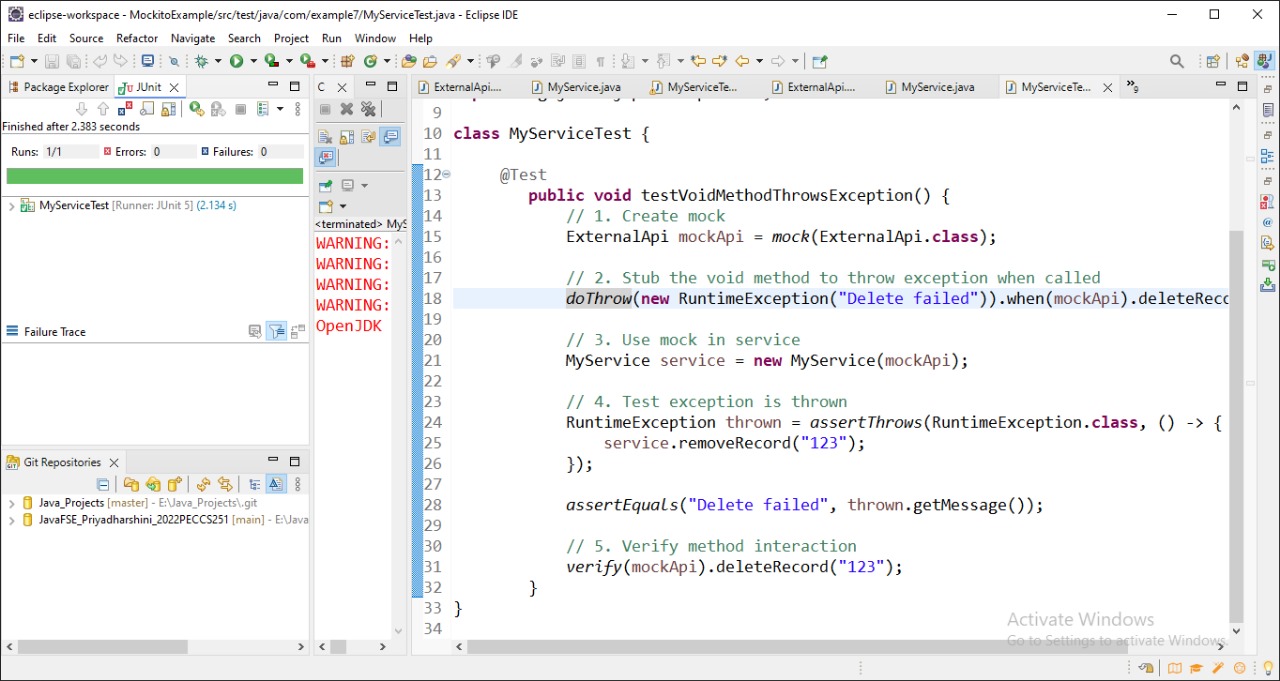 eclipse-workspace - MockitoExample/src/test/java/com/example7/MyServiceTest.java - Eclipse IDE
File Edit Source Refactor Navigate Search Project Run Window Help
Package Explorer JUnit
Finished after 2.383 seconds
Runs: 1/1 Errors: 0 Failures: 0
MyServiceTest [Runner: JUnit 5] (2.134 s)
Failure Trace
Git Repositories
Java_Projects [master] - E:\Java_Projects\.git
JavaFSE_Priyadharshini_2022PECCS251 [main] - E:\Java
C
<terminated> MyS
WARNING:
WARNING:
WARNING:
WARNING:
OpenJDK
ExternalApi.... MyService.java MyServiceTe... ExternalApi.... MyService.java MyServiceTe... »9
9
10 class MyServiceTest {
11
12 @Test
13 public void testVoidMethodThrowsException() {
14 // 1. Create mock
15 ExternalApi mockApi = mock(ExternalApi.class);
16
17 // 2. Stub the void method to throw exception when called
18 doThrow(new RuntimeException("Delete failed")).when(mockApi).deleteReco
19
20 // 3. Use mock in service
21 MyService service = new MyService(mockApi);
22
23 // 4. Test exception is thrown
24 RuntimeException thrown = assertThrows(RuntimeException.class, () -> {
25 service.removeRecord("123");
26 });
27
28 assertEquals("Delete failed", thrown.getMessage());
29
30 // 5. Verify method interaction
31 verify(mockApi).deleteRecord("123");
32 }
33 }
34
Activate Windows
Go to Settings to activate Windows.